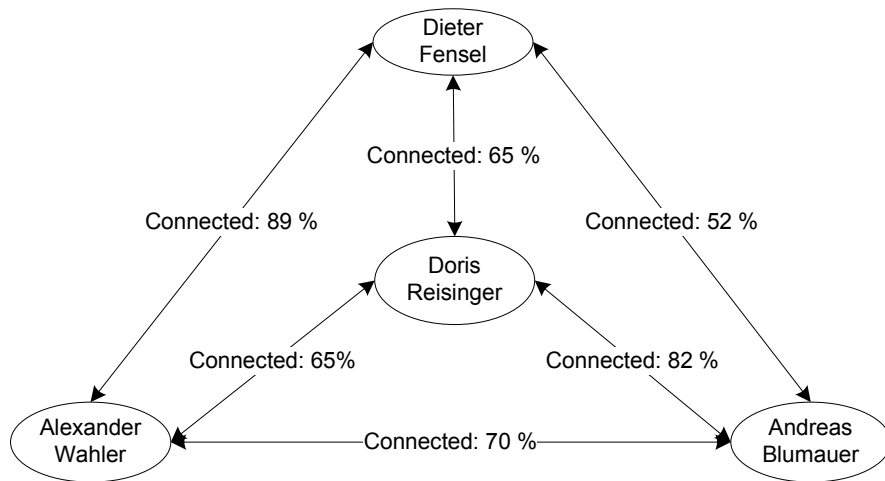 Dieter
Fensel
Connected: 65 %
Connected: 89 %
Connected: 52 %
Doris
Reisinger
Connected: 65%
Connected: 82 %
Alexander
Wahler
Connected: 70 %
Andreas
Blumauer